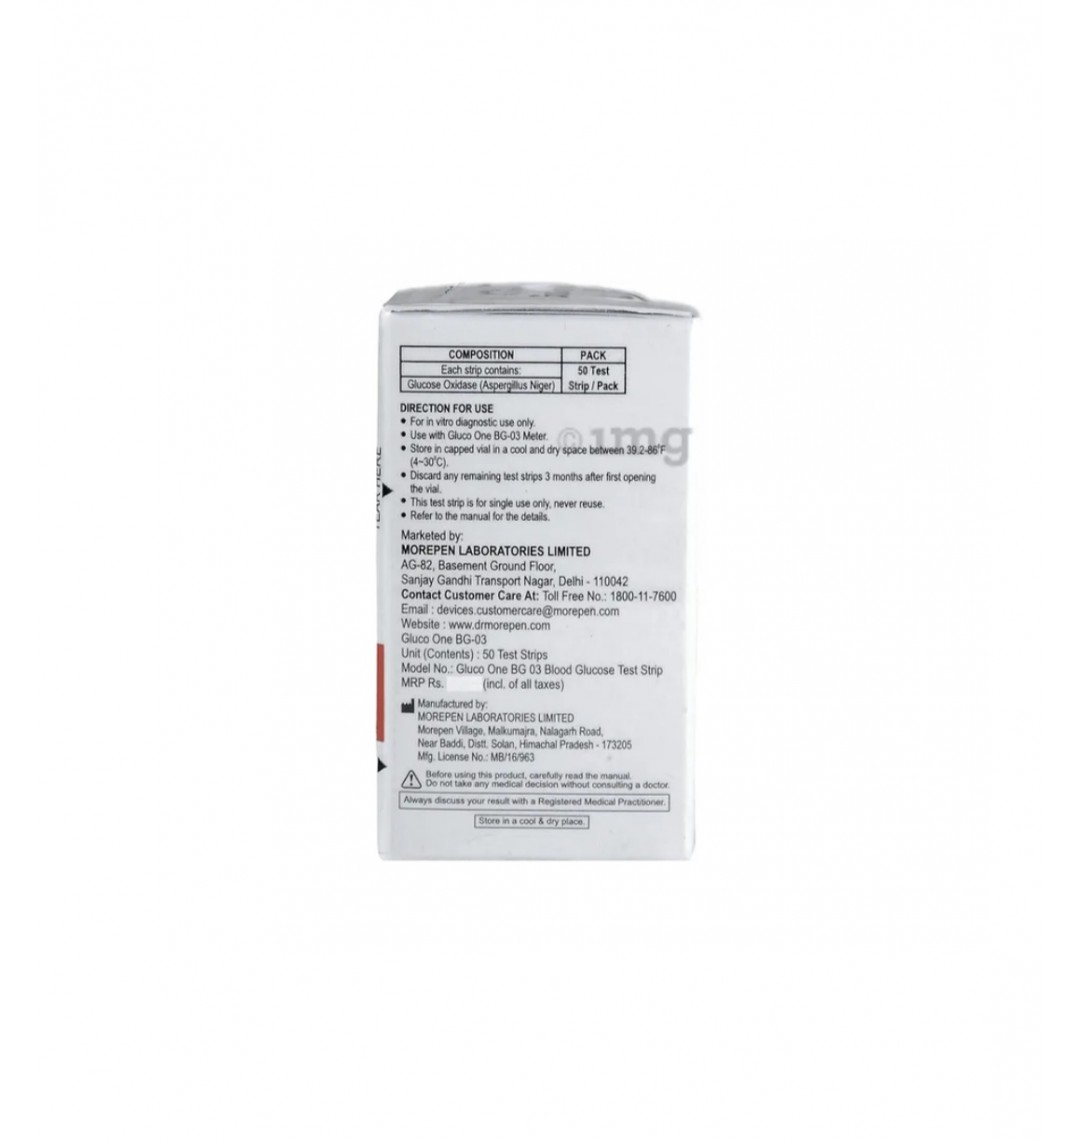 COMPOSITION PACK
Each strip contains: 50 Test
Glucose Oxidase (Aspergillus Niger) Strip / Pack
DIRECTION FOR USE
• For in vitro diagnostic use only.
• Use with Gluco One BG-03 Meter.
© 1mg
• Store in capped vial in a cool and dry space between 39.2-86°F
(4~30°C).
• Discard any remaining test strips 3 months after first opening
the vial.
• This test strip is for single use only, never reuse.
• Refer to the manual for the details.
Marketed by:
MOREPEN LABORATORIES LIMITED
AG-82, Basement Ground Floor,
Sanjay Gandhi Transport Nagar, Delhi - 110042
Contact Customer Care At: Toll Free No.: 1800-11-7600
Email : devices.customercare@morepen.com
Website : www.drmorepen.com
Gluco One BG-03
Unit (Contents) : 50 Test Strips
Model No.: Gluco One BG 03 Blood Glucose Test Strip
MRP Rs. (incl. of all taxes)
Manufactured by:
MOREPEN LABORATORIES LIMITED
Morepen Village, Malkumajra, Nalagarh Road,
Near Baddi, Distt. Solan, Himachal Pradesh - 173205
Mfg. License No.: MB/16/963
Before using this product, carefully read the manual.
Do not take any medical decision without consulting a doctor.
Always discuss your result with a Registered Medical Practitioner.
Store in a cool & dry place.